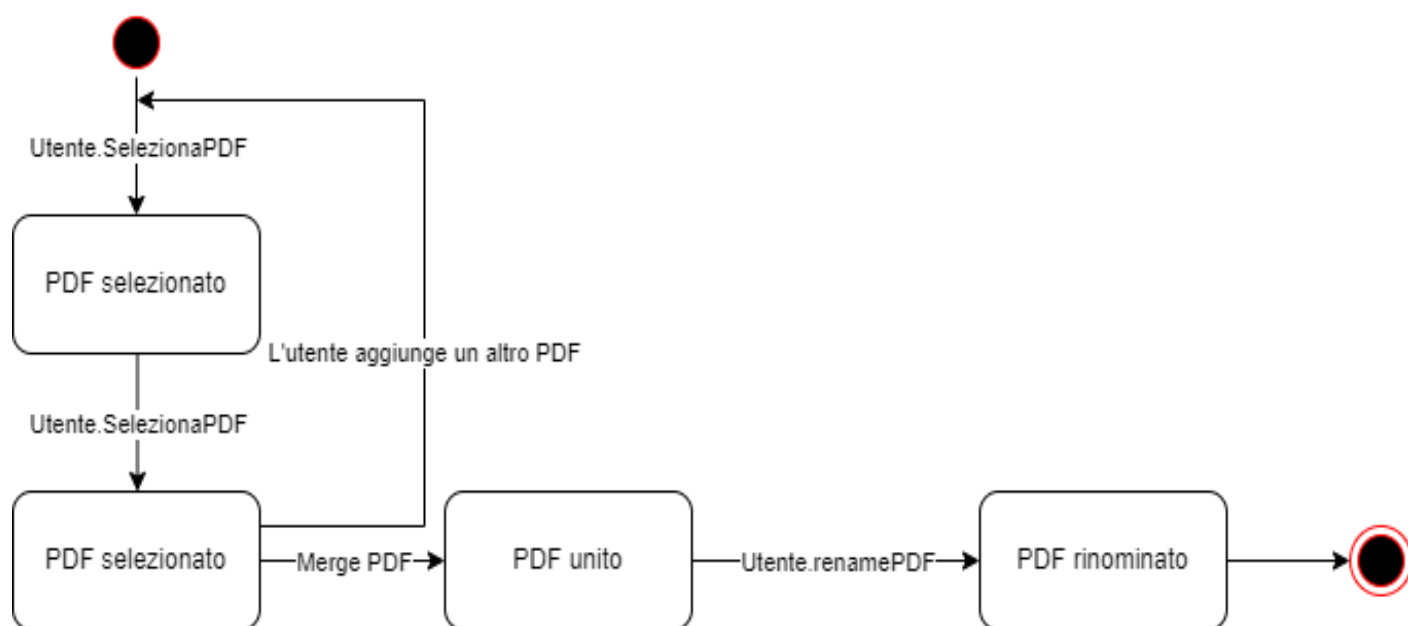 Utente.SelezionaPDF
PDF selezionato
L'utente aggiunge un altro PDF
Utente.SelezionaPDF
PDF selezionato
Merge PDF
PDF unito
Utente.renamePDF
PDF rinominato